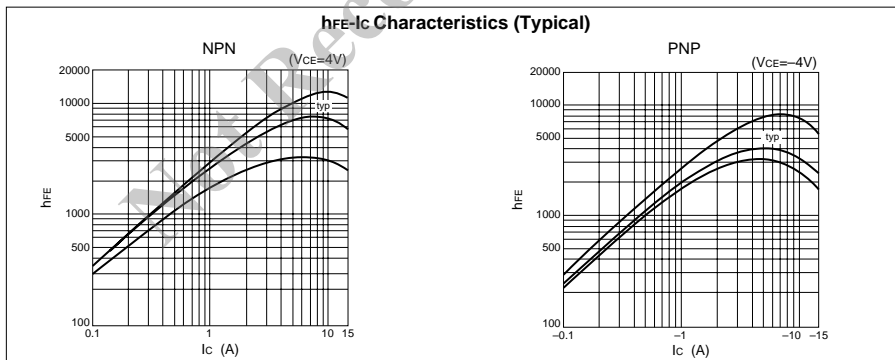 hFE-IC Characteristics (Typical)
NPN
(VCE=4V)
20000
10000
5000
1000
500
100
hFE
typ
0.1
1
10
15
IC (A)
PNP
(VCE=–4V)
20000
10000
5000
1000
500
100
hFE
typ
–0.1
–1
–10
–15
IC (A)
Not Rec